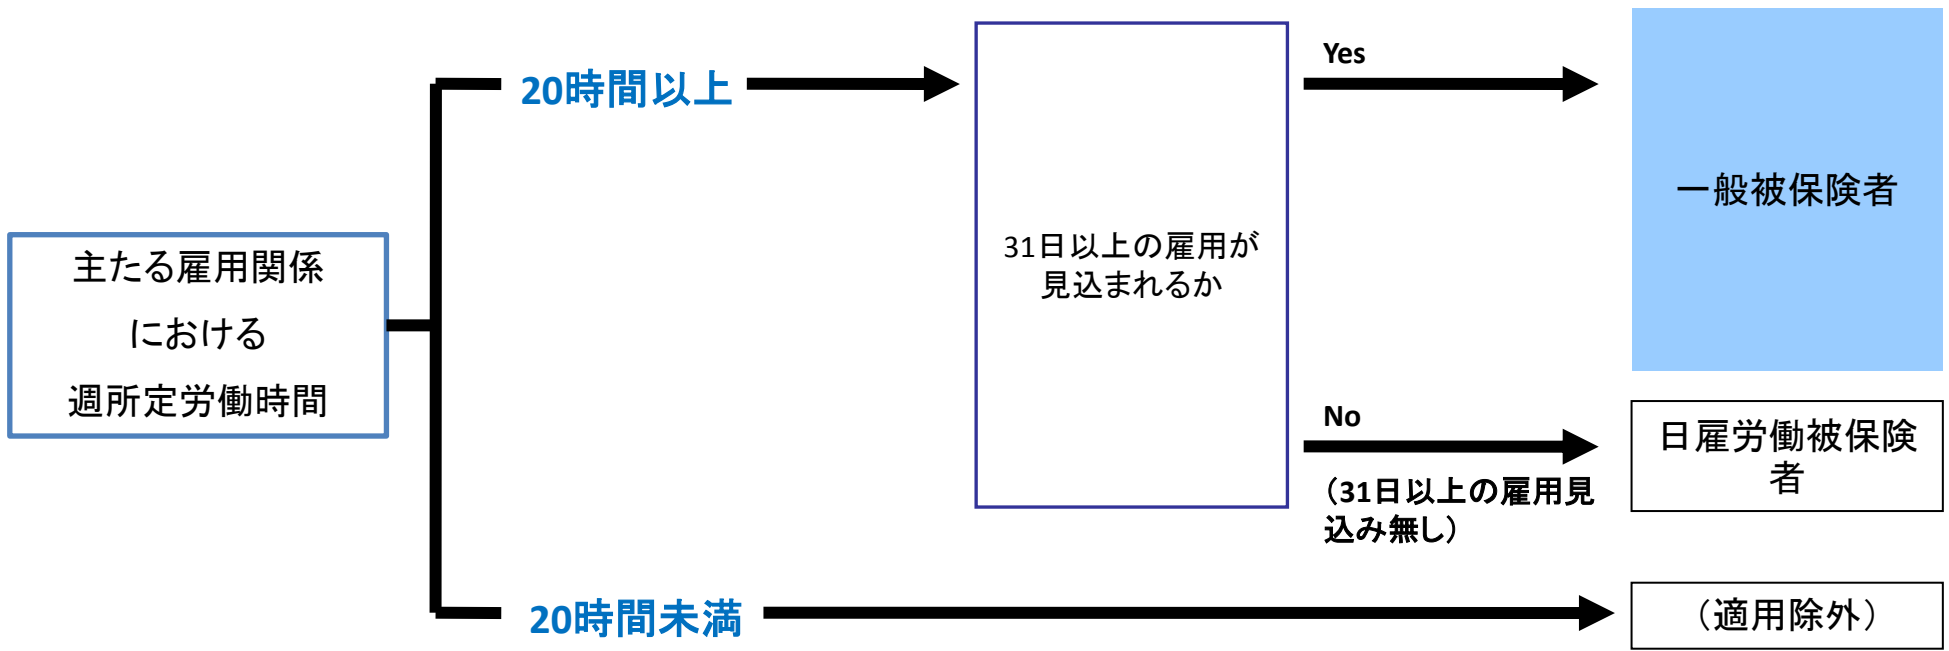 主たる雇用関係
における
週所定労働時間
20時間以上
31日以上の雇用が
見込まれるか
Yes
一般被保険者
No
(31日以上の雇用見
込み無し)
日雇労働被保険
者
20時間未満
(適用除外)